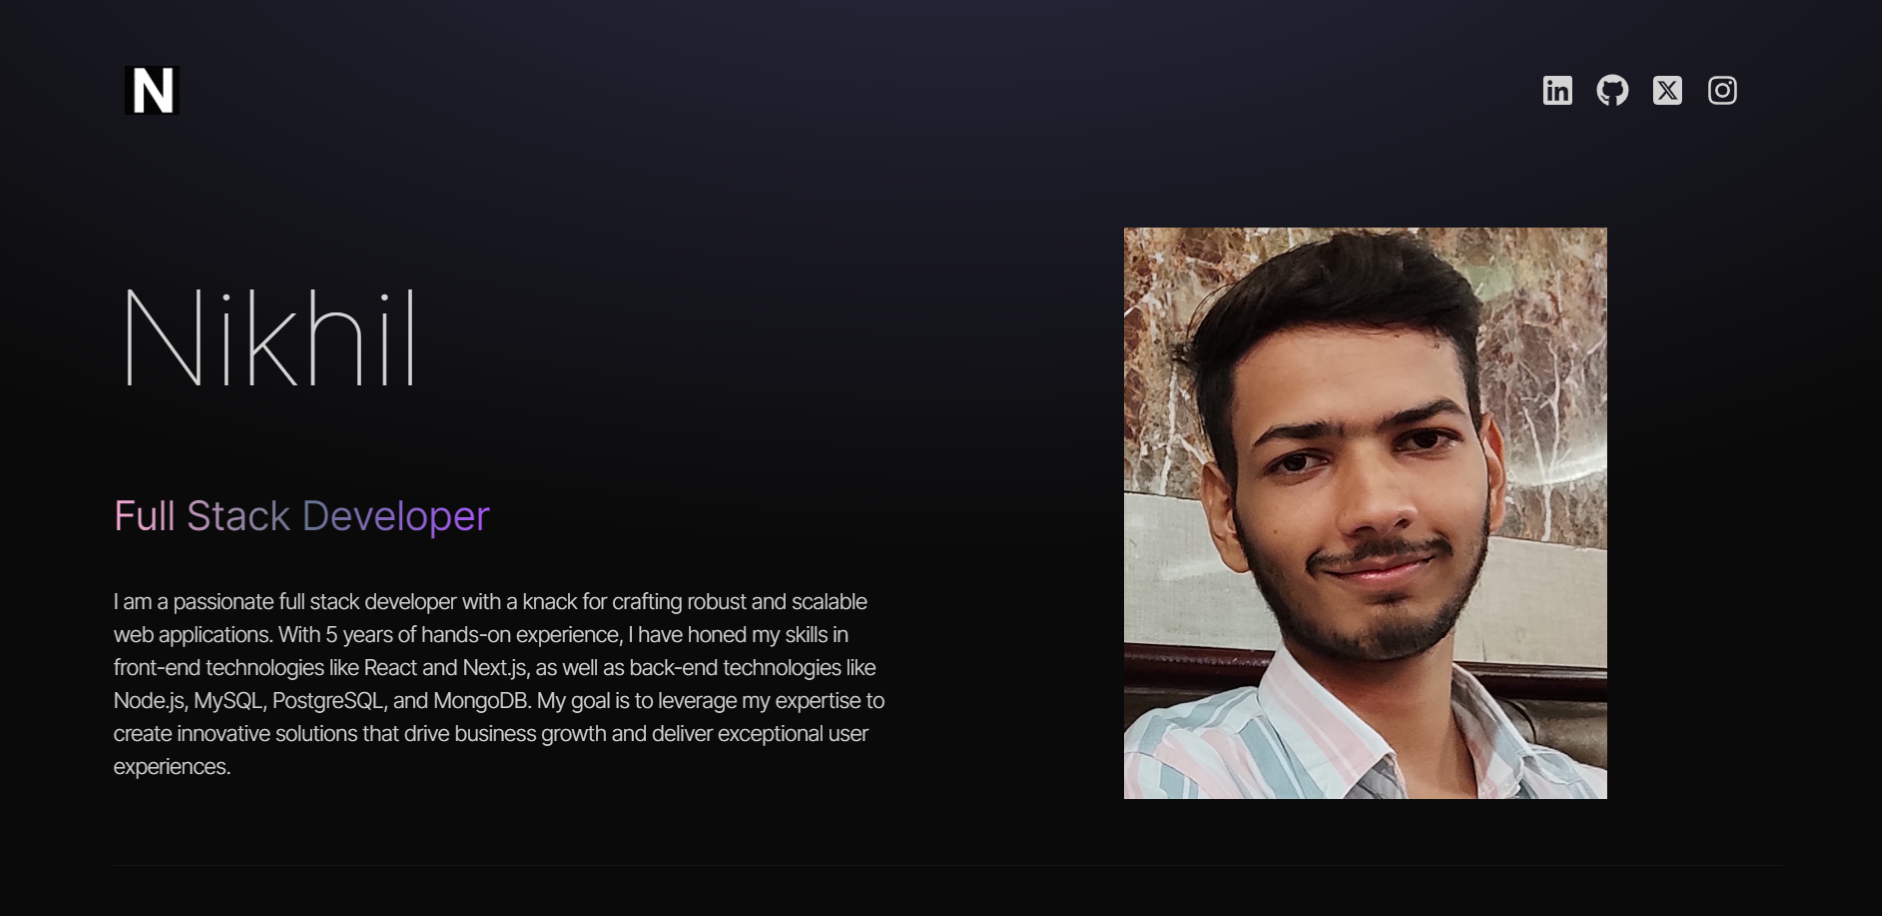 N
Nikhil
Full Stack Developer
I am a passionate full stack developer with a knack for crafting robust and scalable
web applications. With 5 years of hands-on experience, I have honed my skills in
front-end technologies like React and Next.js, as well as back-end technologies like
Node.js, MySQL, PostgreSQL, and MongoDB. My goal is to leverage my expertise to
create innovative solutions that drive business growth and deliver exceptional user
experiences.